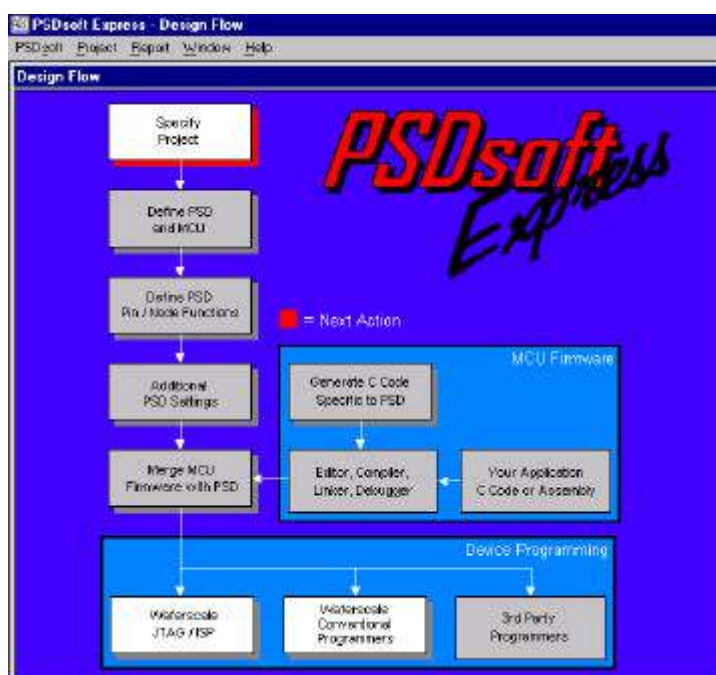 PSDsoft Express - Design Flow
PSDsoft Project Report Window Help
Design Flow
Specify
Project
PSDsoft
Express
Define PSD
and MCU
Define PSD
Pin / Node Functions
= Next Action
MCU Firmware
Additional
PSD Settings
Generate C Code
Specific to PSD
Merge MCU
Firmware with PSD
Editor, Compiler,
Linker, Debugger
Your Application
C Code or Assembly
Device Programming
Waferscale
JTAG / ISP
Waferscale
Conventional
Programmers
3rd Party
Programmers